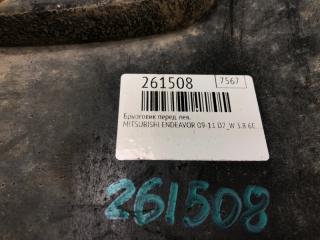 261508 7567
Брызговик перед. лев.
MITSUBISHI ENDEAVOR 09-11 D7_W 3.8 6G
261508